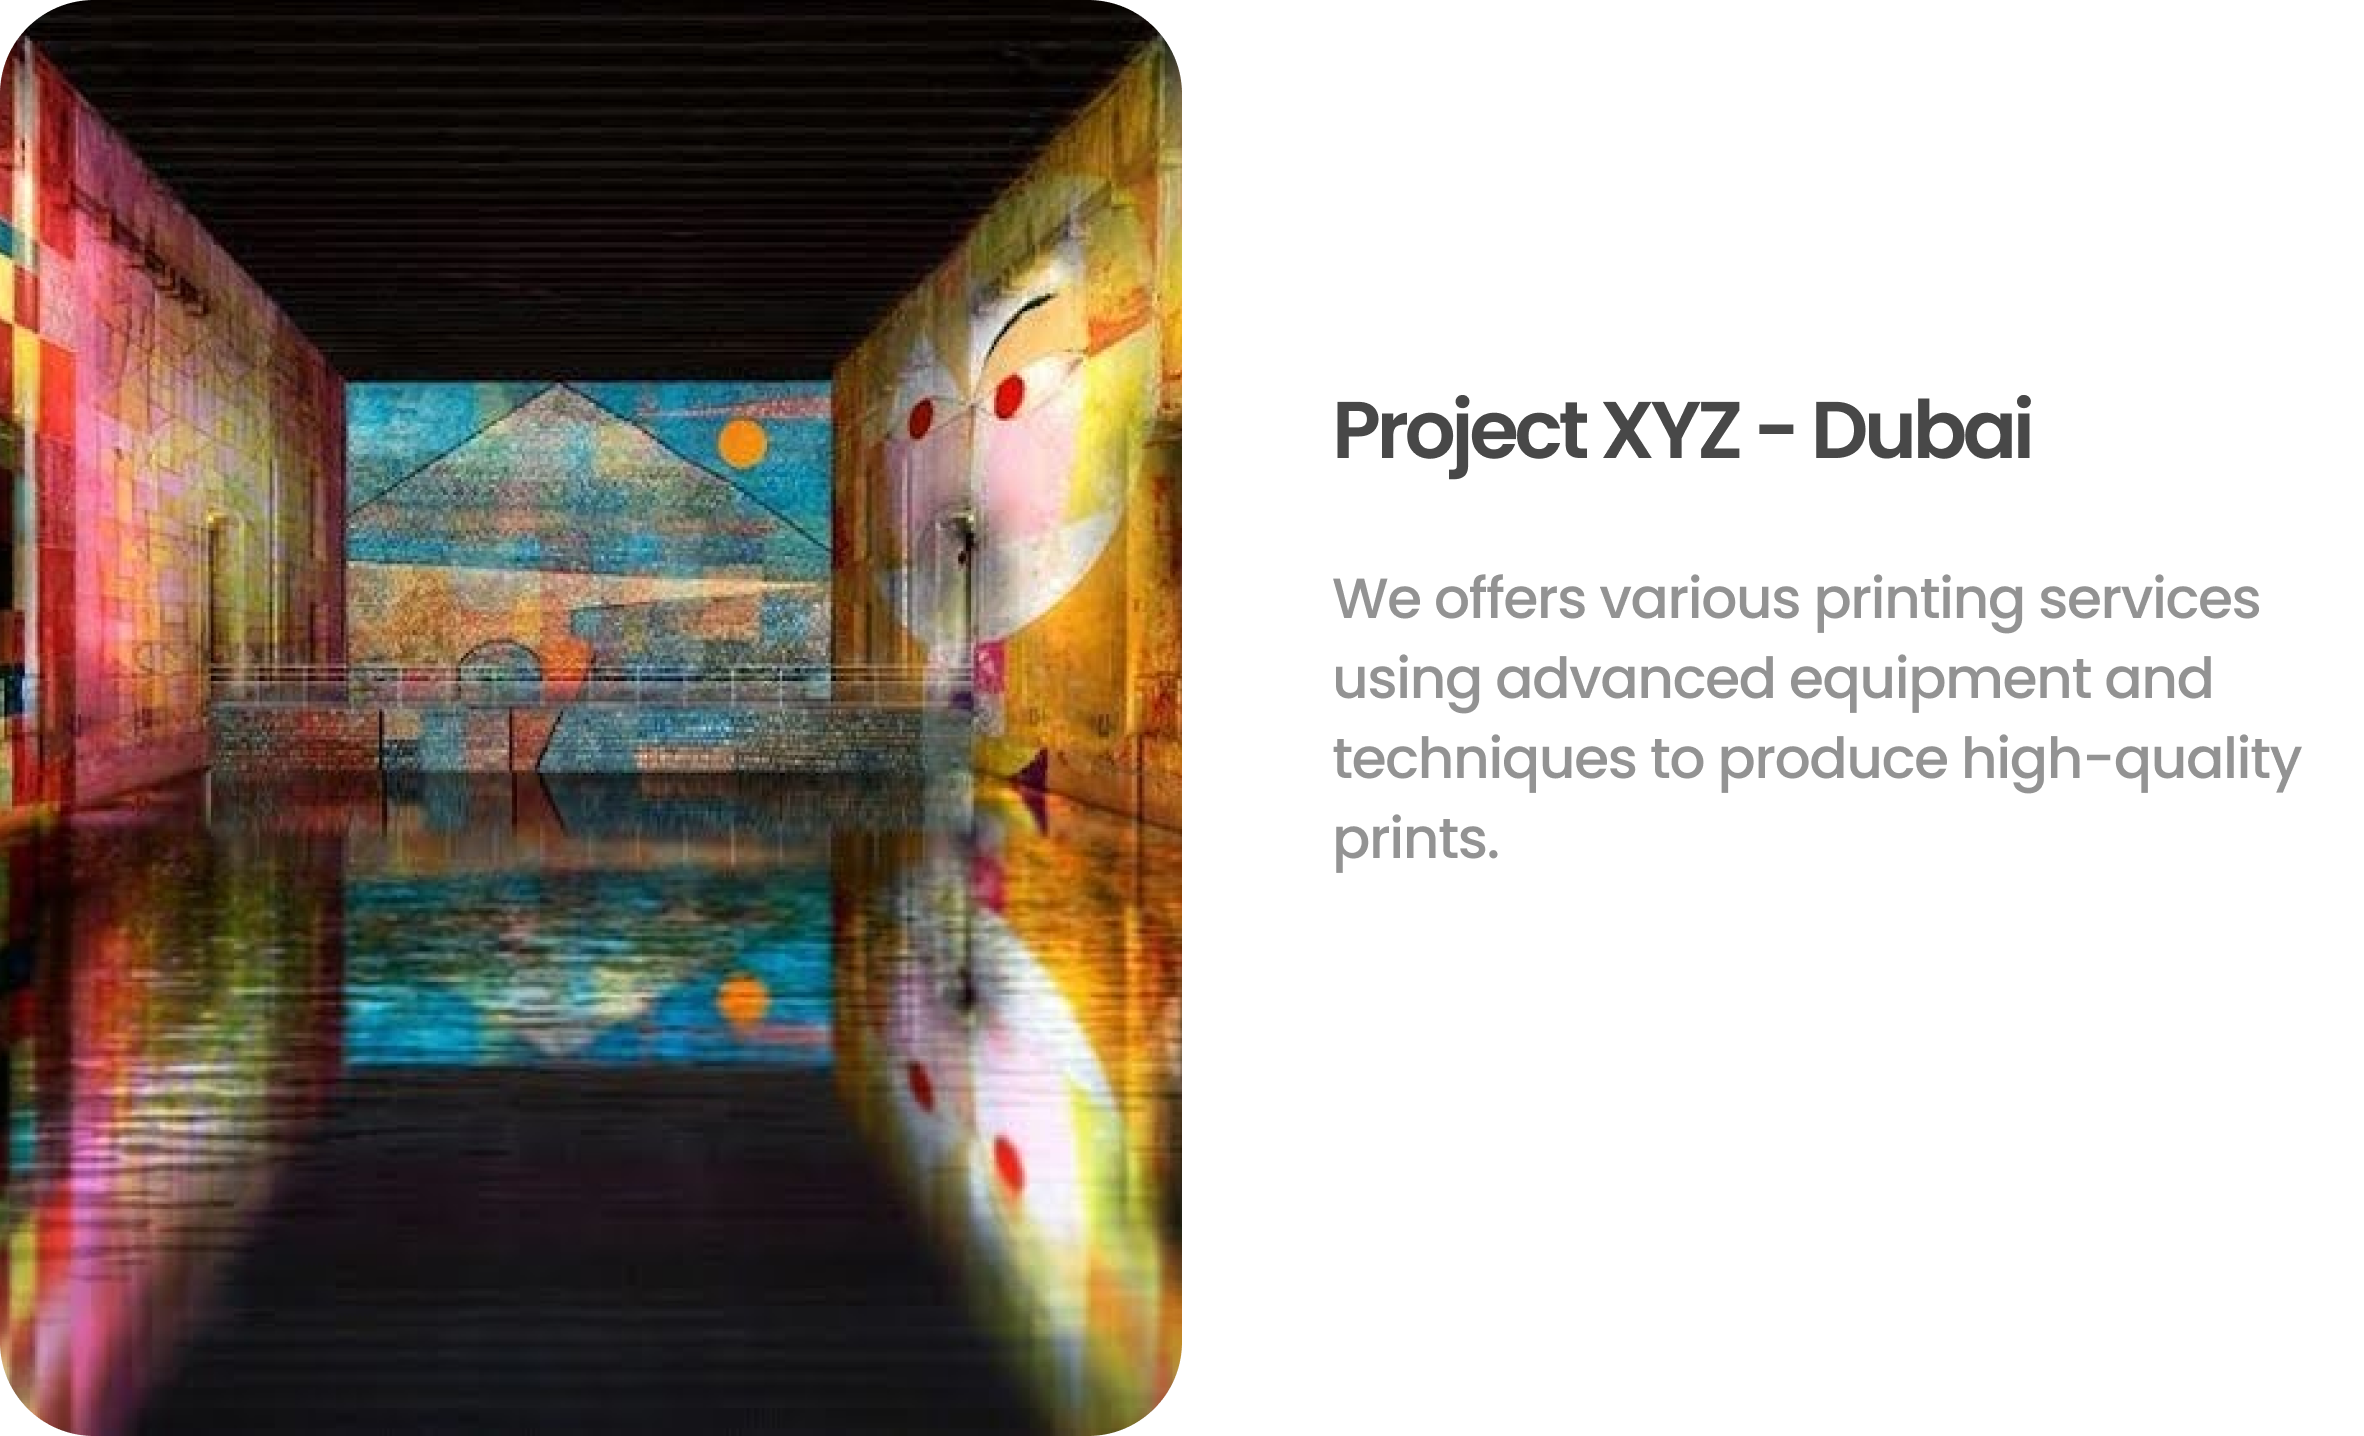 Project XYZ - Dubai
We offers various printing services
using advanced equipment and
techniques to produce high-quality
prints.